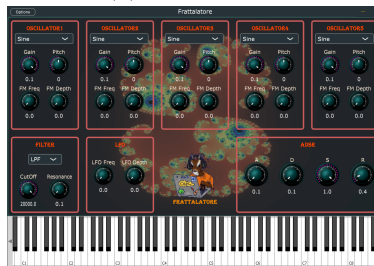 Options
Frattalatore
OSCILLATOR1 OSCILLATOR2 OSCILLATOR3 OSCILLATOR4 OSCILLATOR5
Sine Sine Sine Sine Sine
Gain Pitch Gain Pitch Gain Pitch Gain Pitch Gain Pitch
0.1 0 0.1 0 0.1 0 0.1 0 0.1 0
FM Freq FM Depth FM Freq FM Depth FM Freq FM Depth FM Freq FM Depth FM Freq FM Depth
0.0 0.0 0.0 0.0 0.0 0.0 0.0 0.0 0.0 0.0
FILTER LFO ADSR
LPF
CutOff Resonance LFO Freq LFO Depth A D S R
20000.0 0.1 0.0 0.0 FRATTALATORE 0.1 0.1 1.0 0.4
C1 C2 C3 C4 C5 C6 C7 C8